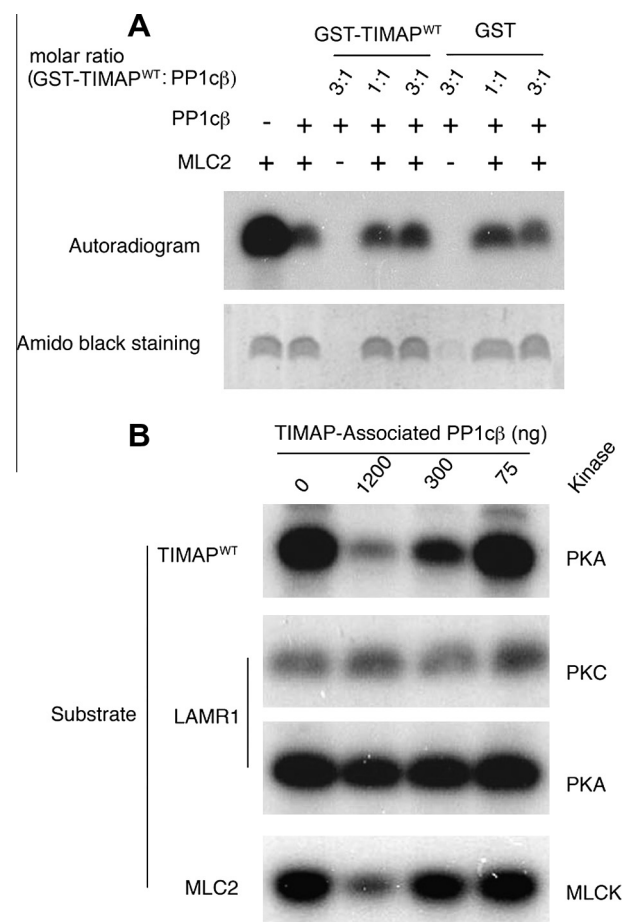 A
GST-TIMAPᵂᵀ GST
molar ratio
(GST-TIMAPᵂᵀ: PP1cβ)
3:1 1:1 3:1 3:1 1:1 3:1
PP1cβ - + + + + + + +
MLC2 + + - + + - + +
Autoradiogram
Amido black staining
B
TIMAP-Associated PP1cβ (ng)
0 1200 300 75 Kinase
TIMAPᵂᵀ PKA
PKC
Substrate LAMR1
PKA
MLC2 MLCK